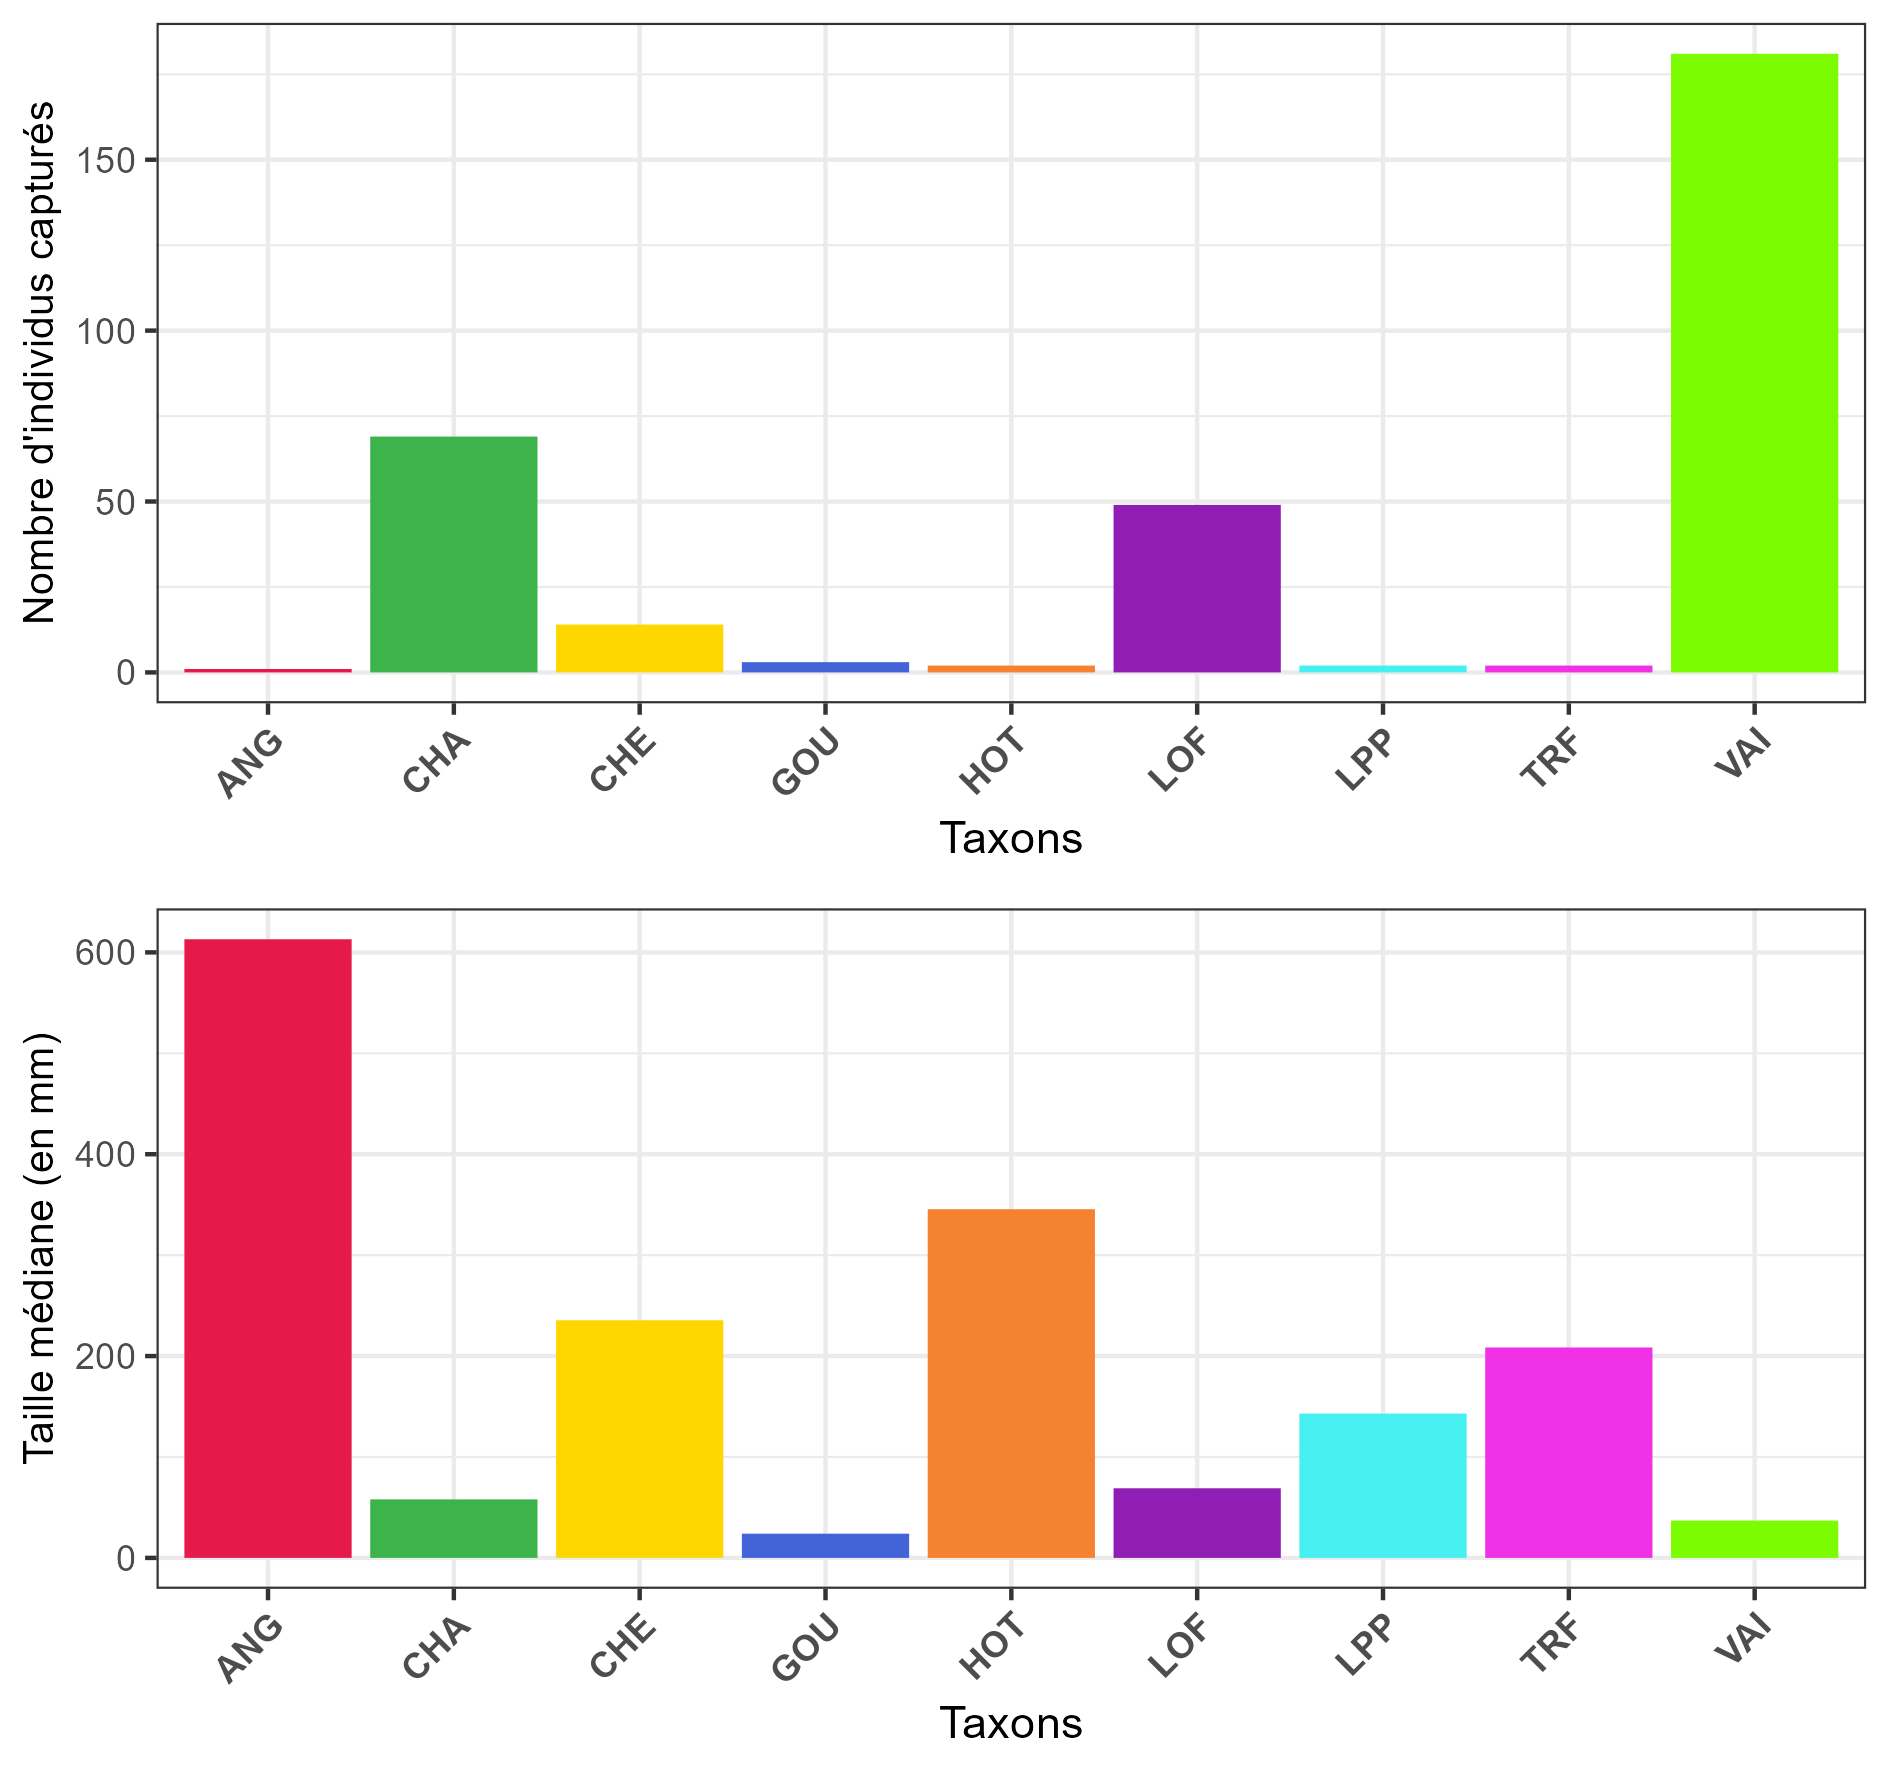 Nombre d'individus capturés
150
100
50
0
ANG CHA CHE GOU HOT LOF LPP TRF VAI
Taxons
Taille médiane (en mm)
600
400
200
0
ANG CHA CHE GOU HOT LOF LPP TRF VAI
Taxons